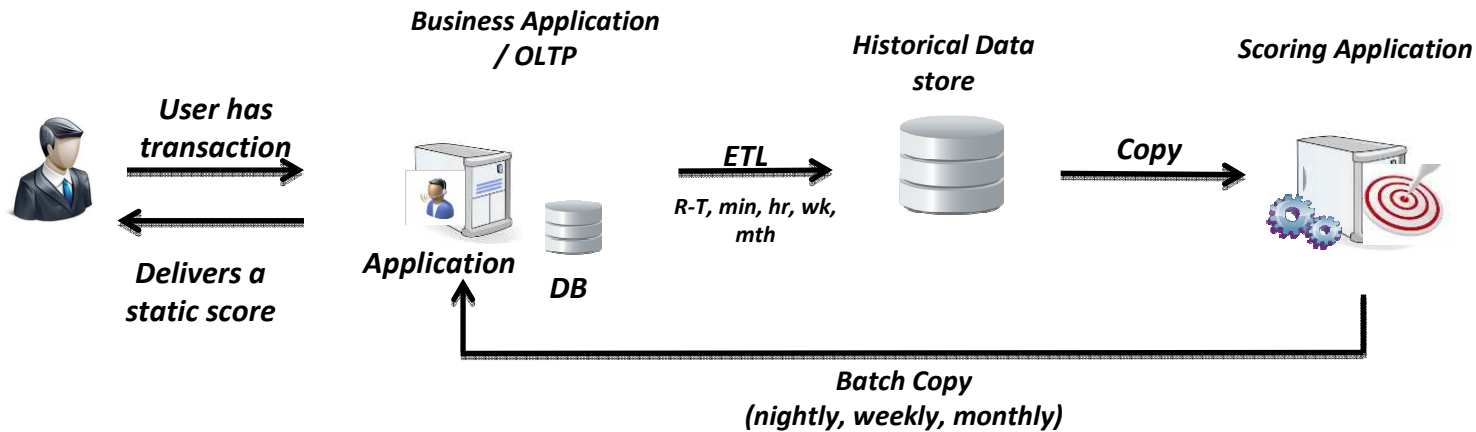 Business Application
/ OLTP
Historical Data
store
Scoring Application
User has
transaction
ETL
Copy
R-T, min, hr, wk,
mth
Application
DB
Delivers a
static score
Batch Copy
(nightly, weekly, monthly)